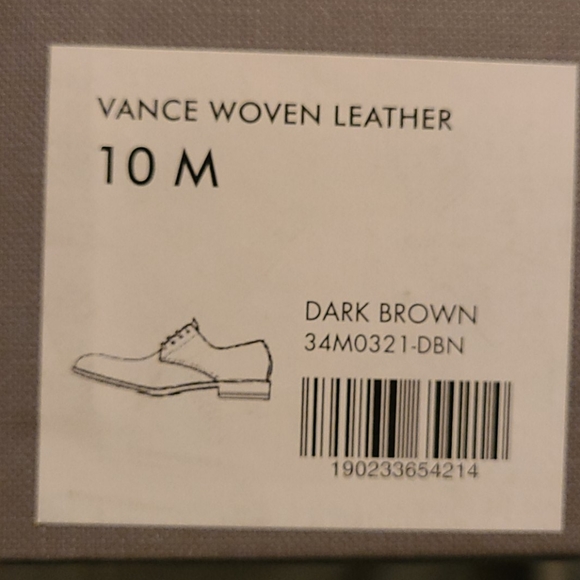 VANCE WOVEN LEATHER
10 M
DARK BROWN
34M0321-DBN
190233654214